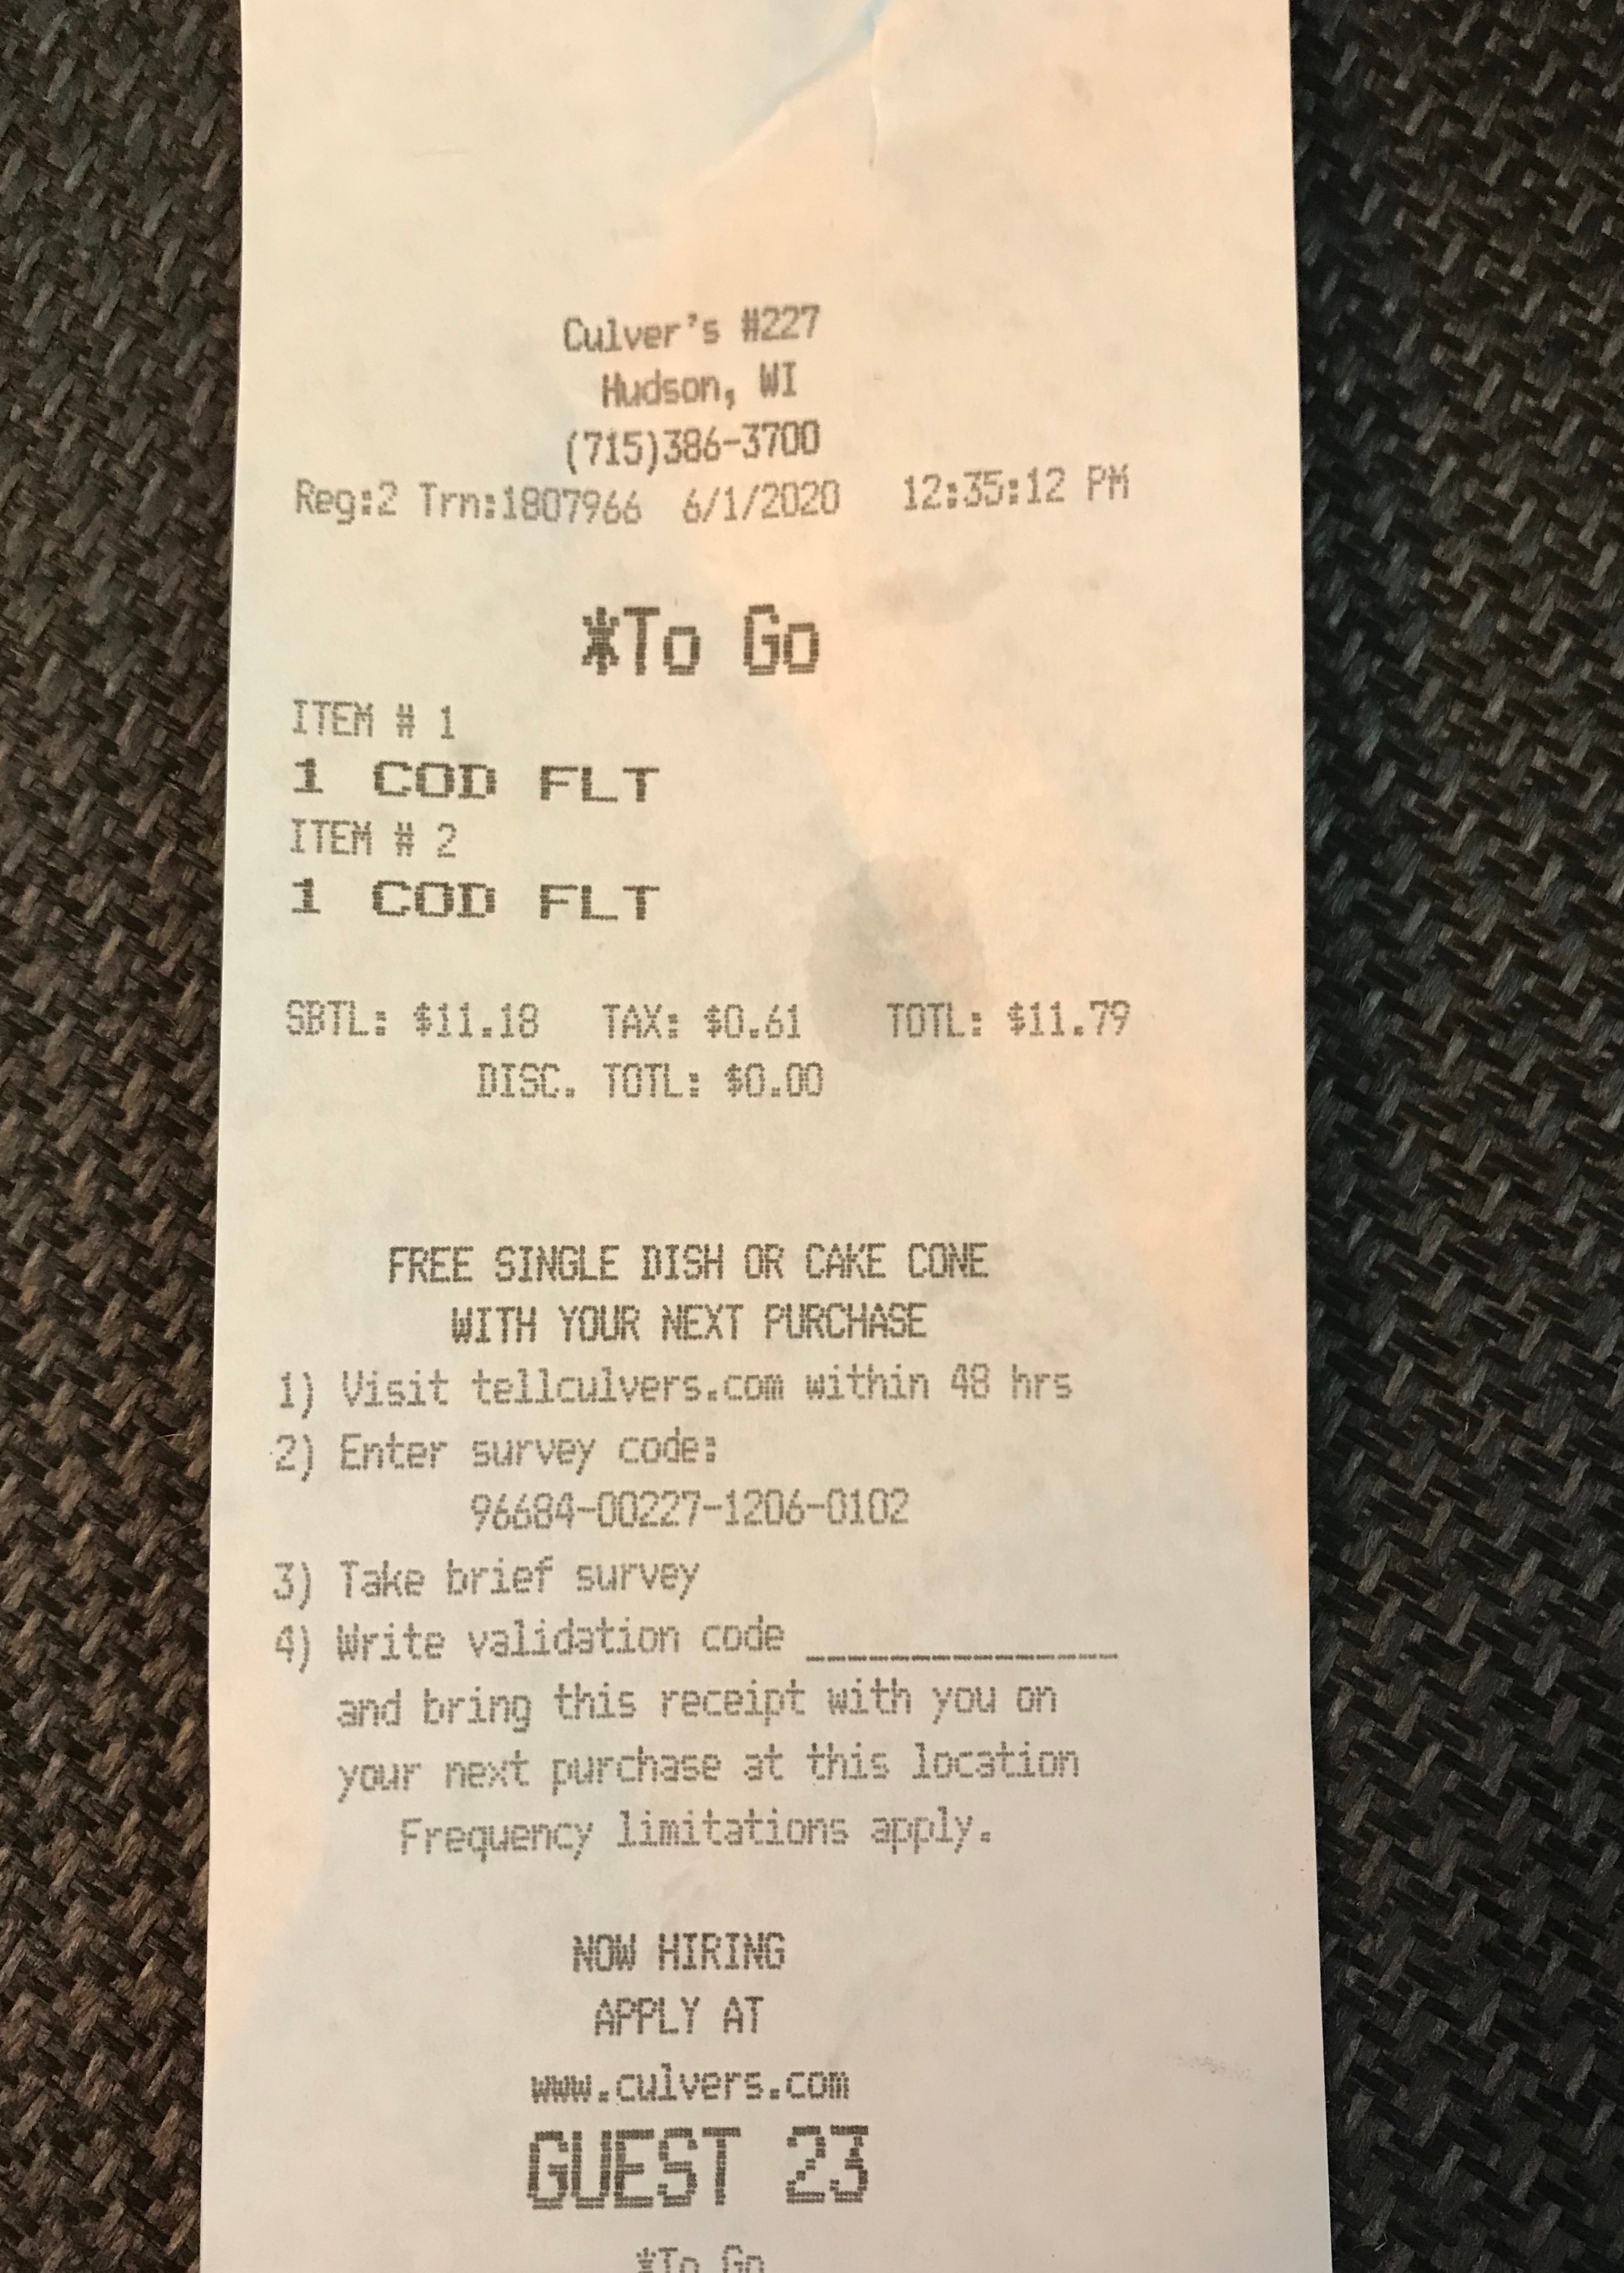 Culver's #227
Hudson, WI
(715)386-3700
Reg:2 Trn:1807966 6/1/2020 12:35:12 PM
*To Go
ITEM # 1
1 COD FLT
ITEM # 2
1 COD FLT
SBTL: $11.18 TAX: $0.61 TOTL: $11.79
DISC. TOTL: $0.00
FREE SINGLE DISH OR CAKE CONE
WITH YOUR NEXT PURCHASE
1) Visit tellculvers.com within 48 hrs
2) Enter survey code:
96684-00227-1206-0102
3) Take brief survey
4) Write validation code _______________
and bring this receipt with you on
your next purchase at this location
Frequency limitations apply.
NOW HIRING
APPLY AT
www.culvers.com
GUEST 23
*To Go